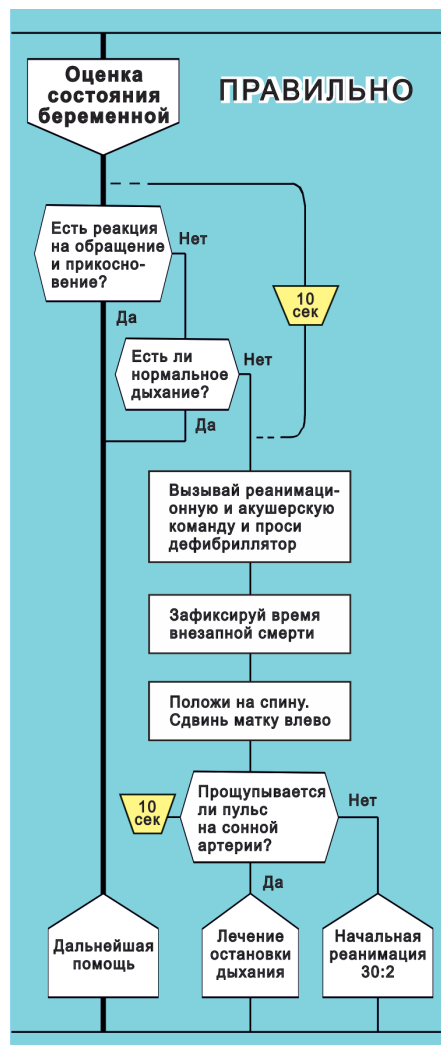 Оценка
состояния
беременной
ПРАВИЛЬНО
Есть реакция
на обращение
и прикосно-
вение?
Нет
10
сек
Да
Есть ли
нормальное
дыхание?
Нет
Да
Вызывай реанимаци-
онную и акушерскую
команду и проси
дефибриллятор
Зафиксируй время
внезапной смерти
Положи на спину.
Сдвинь матку влево
10
сек
Прощупывается
ли пульс
на сонной
артерии?
Нет
Да
Дальнейшая
помощь
Лечение
остановки
дыхания
Начальная
реанимация
30:2